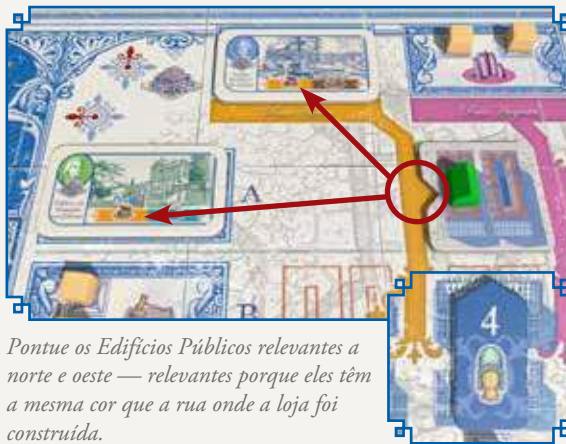 A
B
4
Pontue os Edifícios Públicos relevantes a
norte e oeste — relevantes porque eles têm
a mesma cor que a rua onde a loja foi
construída.